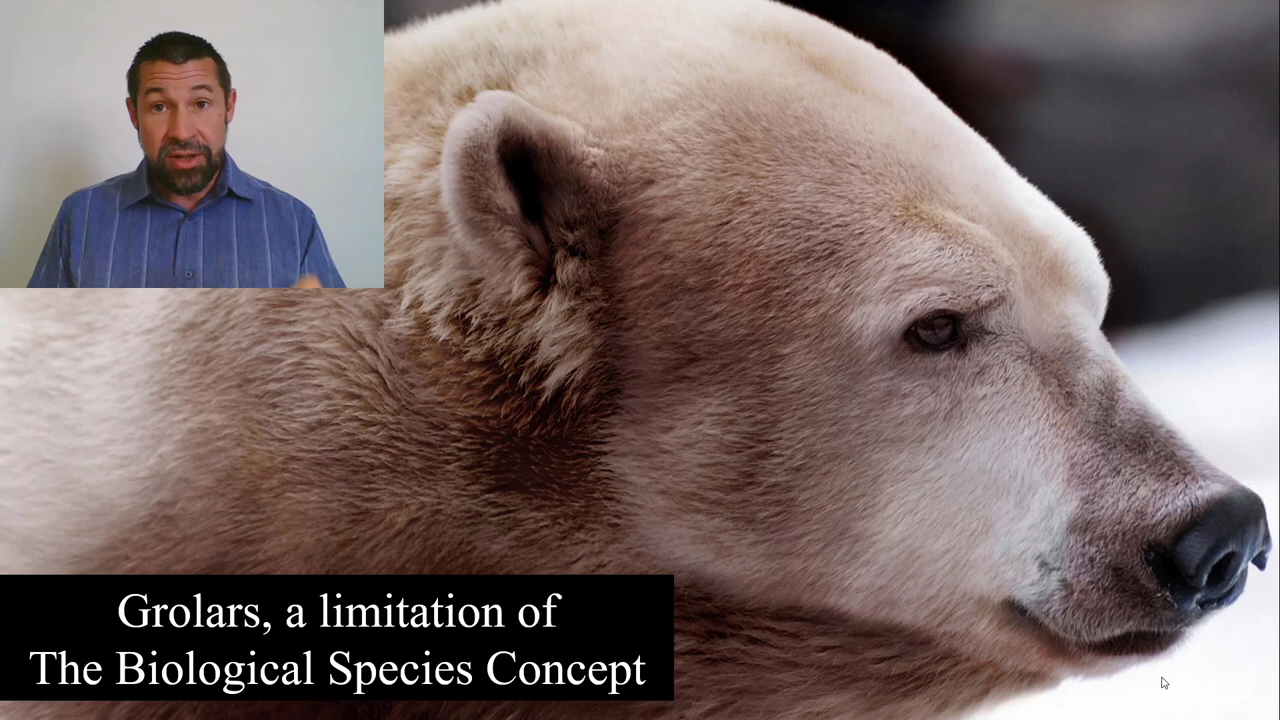 Grolars, a limitation of
The Biological Species Concept